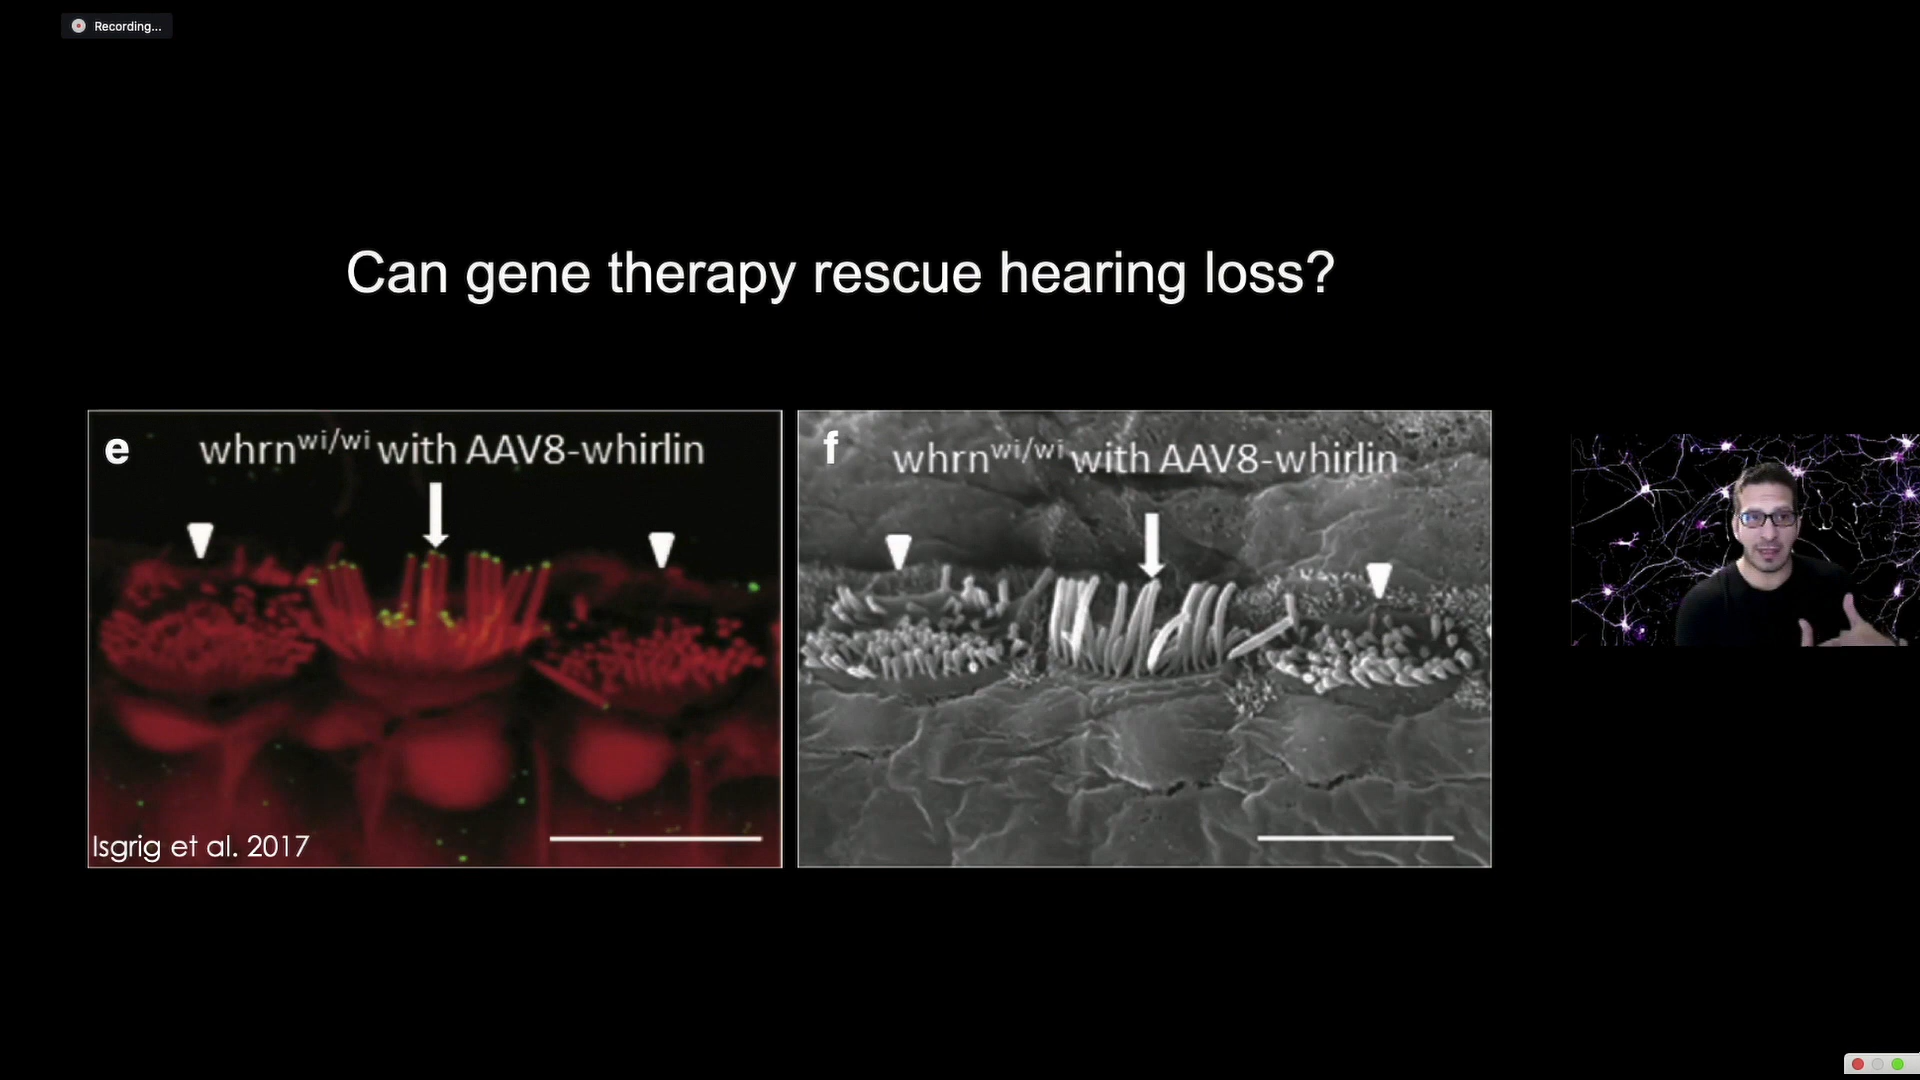 Recording...
Can gene therapy rescue hearing loss?
e whrnwi/wi with AAV8-whirlin
f whrnwi/wi with AAV8-whirlin
Isgrig et al. 2017